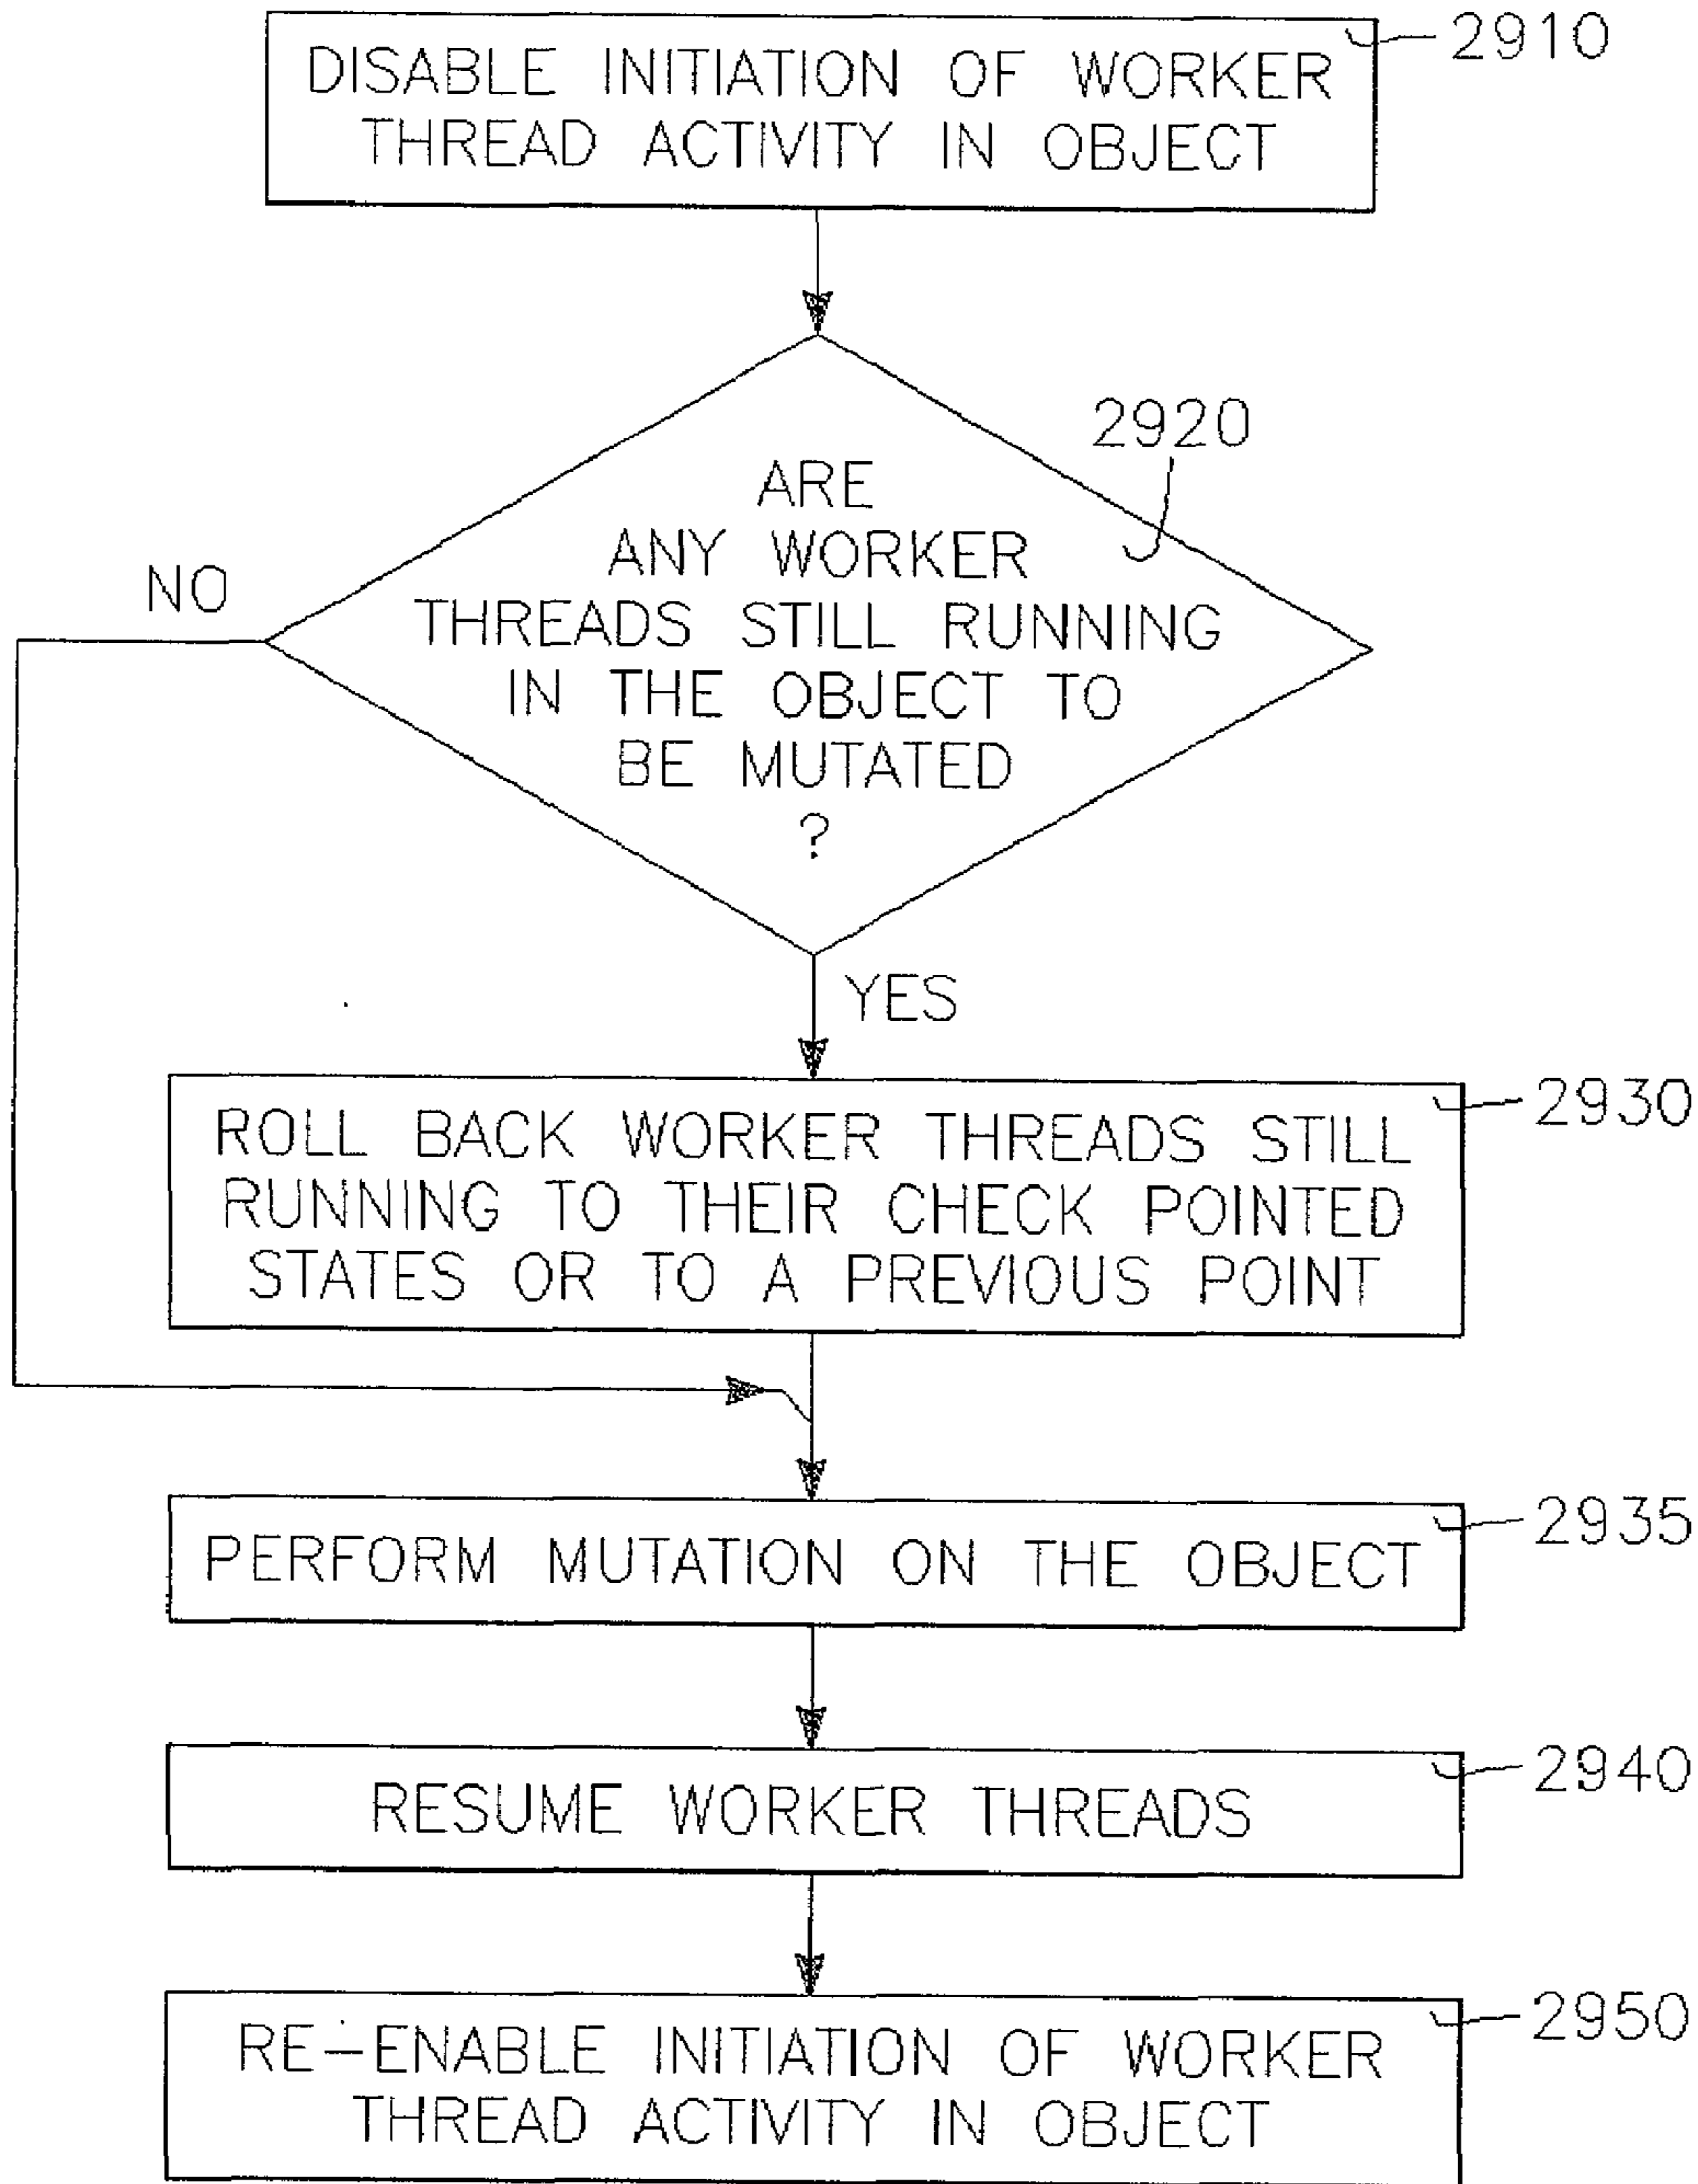 DISABLE INITIATION OF WORKER
THREAD ACTIVITY IN OBJECT
2910
2920
ARE
ANY WORKER
THREADS STILL RUNNING
IN THE OBJECT TO
BE MUTATED
?
NO
YES
ROLL BACK WORKER THREADS STILL
RUNNING TO THEIR CHECK POINTED
STATES OR TO A PREVIOUS POINT
2930
PERFORM MUTATION ON THE OBJECT
2935
RESUME WORKER THREADS
2940
RE-ENABLE INITIATION OF WORKER
THREAD ACTIVITY IN OBJECT
2950